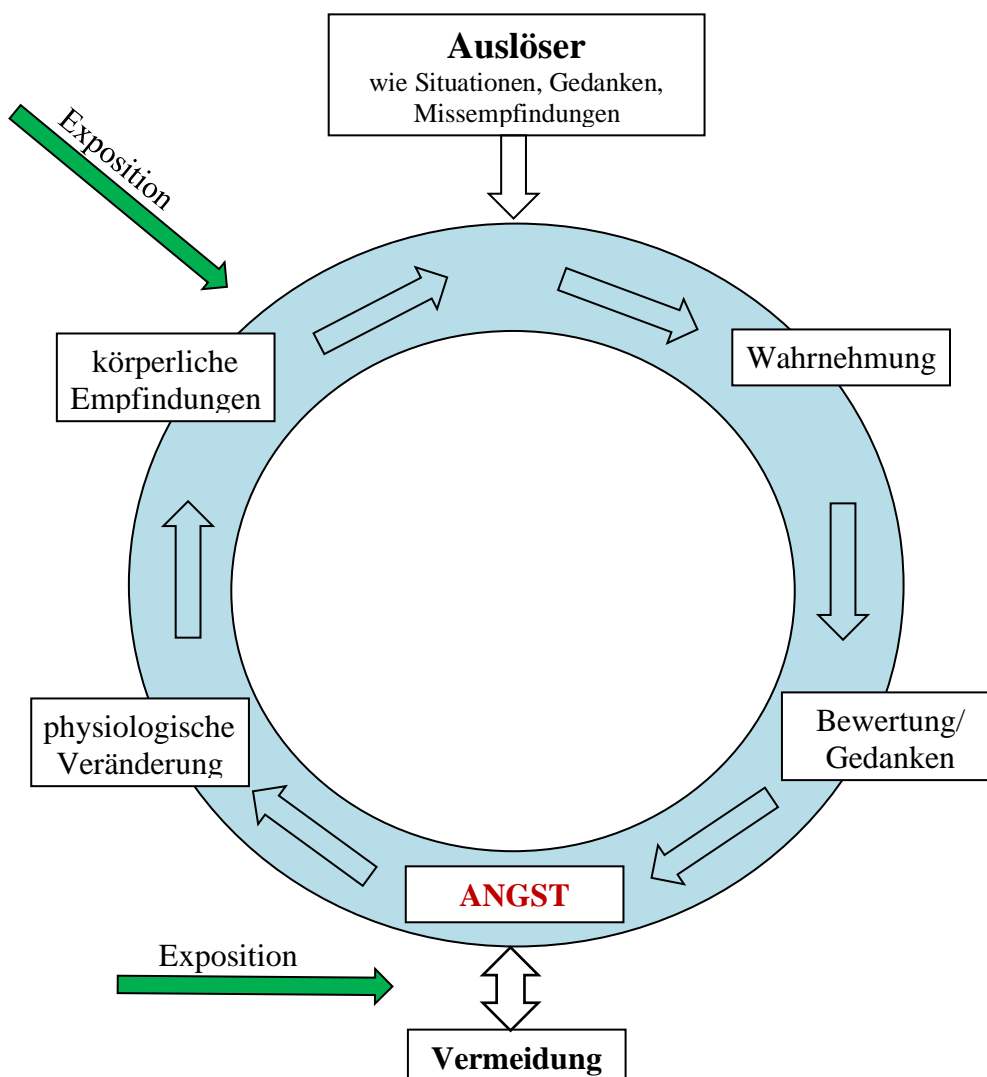 Auslöser
wie Situationen, Gedanken,
Missempfindungen
Exposition
körperliche
Empfindungen
Wahrnehmung
physiologische
Veränderung
Bewertung/
Gedanken
ANGST
Exposition
Vermeidung